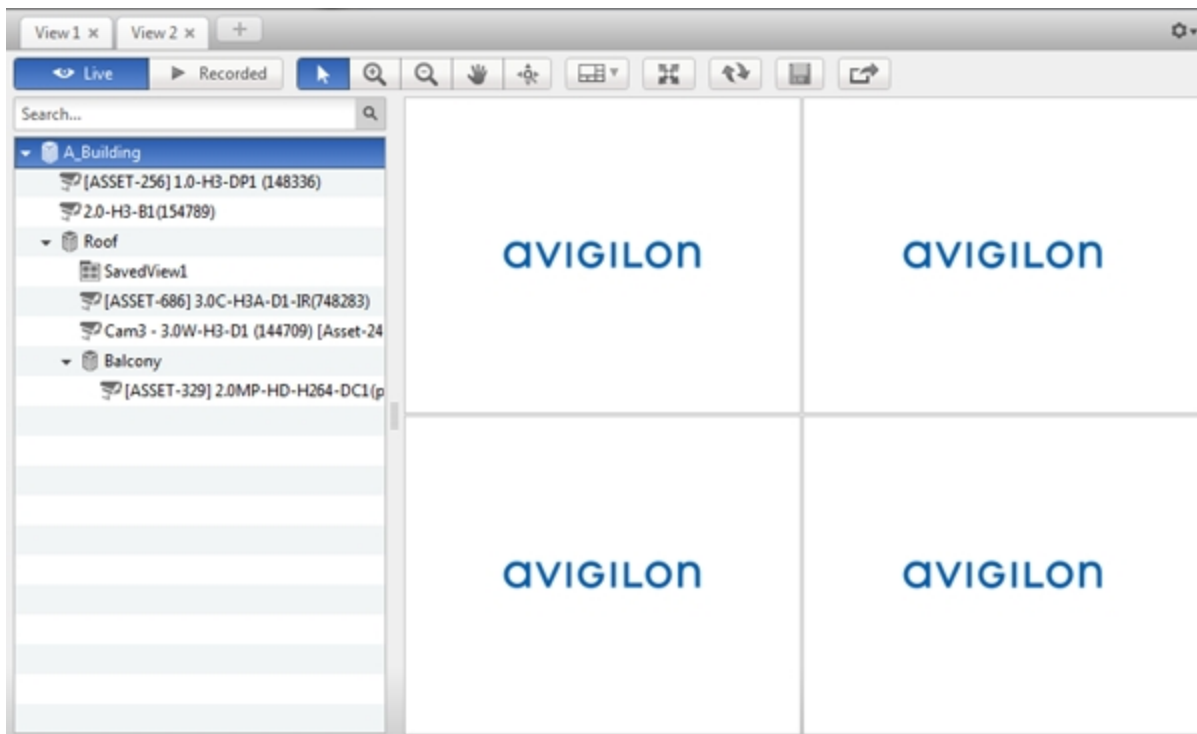 View 1 × View 2 × +
Live Recorded
Search...
A_Building
[ASSET-256] 1.0-H3-DP1 (148336)
2.0-H3-B1(154789)
Roof
SavedView1
[ASSET-686] 3.0C-H3A-D1-IR(748283)
Cam3 - 3.0W-H3-D1 (144709) [Asset-24
Balcony
[ASSET-329] 2.0MP-HD-H264-DC1(p
avigilon avigilon
avigilon avigilon